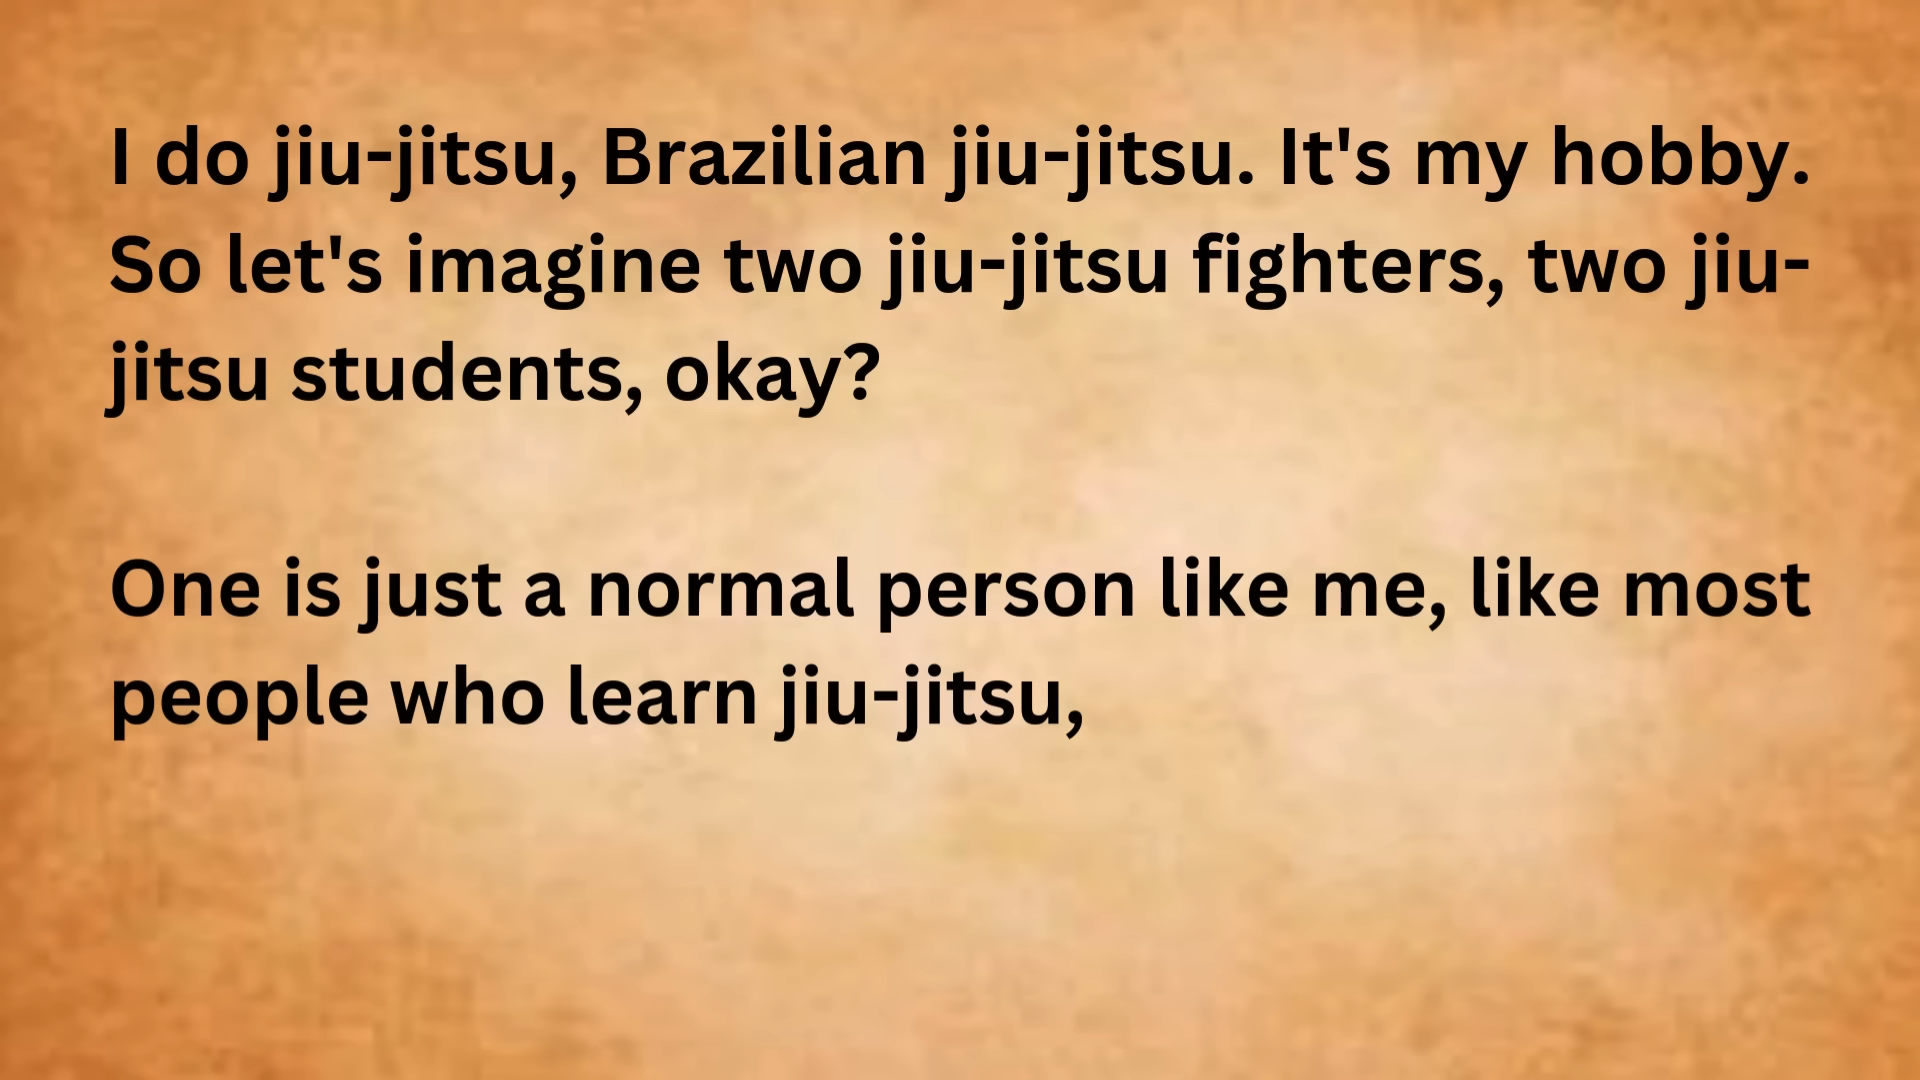 I do jiu-jitsu, Brazilian jiu-jitsu. It's my hobby.
So let's imagine two jiu-jitsu fighters, two jiu-
jitsu students, okay?
One is just a normal person like me, like most
people who learn jiu-jitsu,